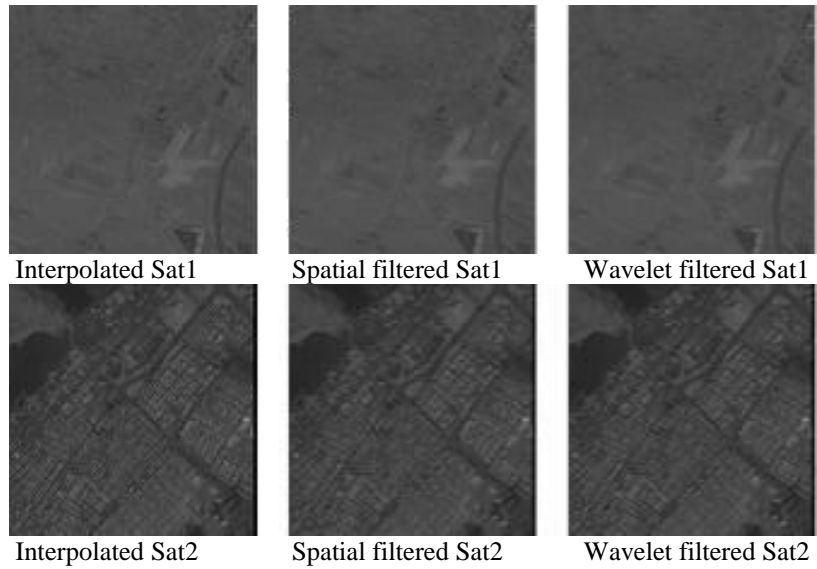 Interpolated Sat1 Spatial filtered Sat1 Wavelet filtered Sat1
Interpolated Sat2 Spatial filtered Sat2 Wavelet filtered Sat2